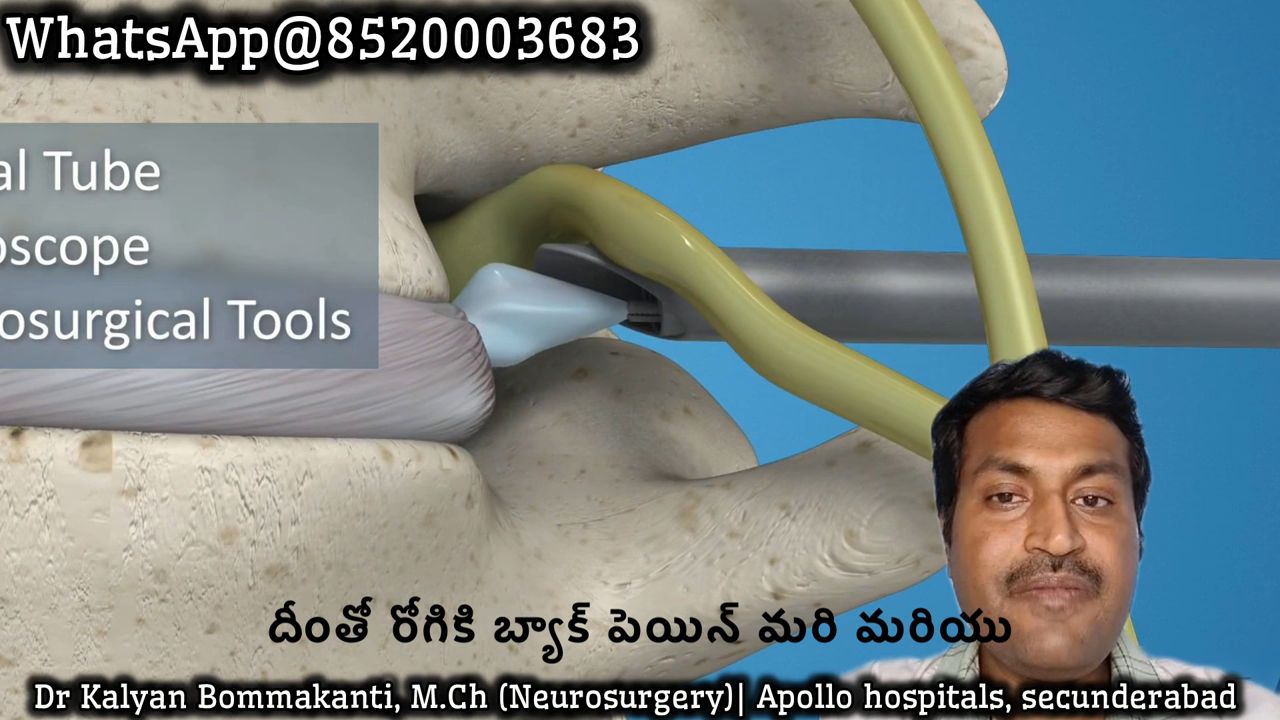 WhatsApp@8520003683
al Tube
oscope
osurgical Tools
దీంతో రోగికి బ్యాక్ పెయిన్ మరి మరియు
Dr Kalyan Bommakanti, M.Ch (Neurosurgery)| Apollo hospitals, secunderabad